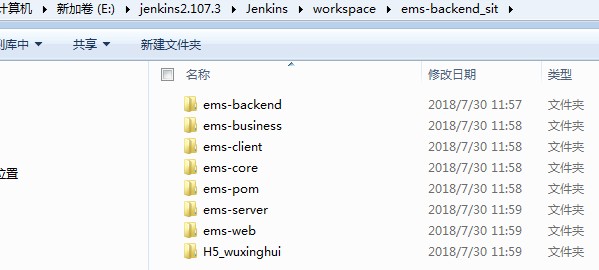 计算机 ▸ 新加卷 (E:) ▸ jenkins2.107.3 ▸ Jenkins ▸ workspace ▸ ems-backend_sit ▸
到库中 共享 新建文件夹
名称 修改日期 类型
ems-backend 2018/7/30 11:57 文件夹
ems-business 2018/7/30 11:58 文件夹
ems-client 2018/7/30 11:58 文件夹
ems-core 2018/7/30 11:58 文件夹
位置 ems-pom 2018/7/30 11:58 文件夹
ems-server 2018/7/30 11:59 文件夹
ems-web 2018/7/30 11:59 文件夹
H5_wuxinghui 2018/7/30 11:59 文件夹